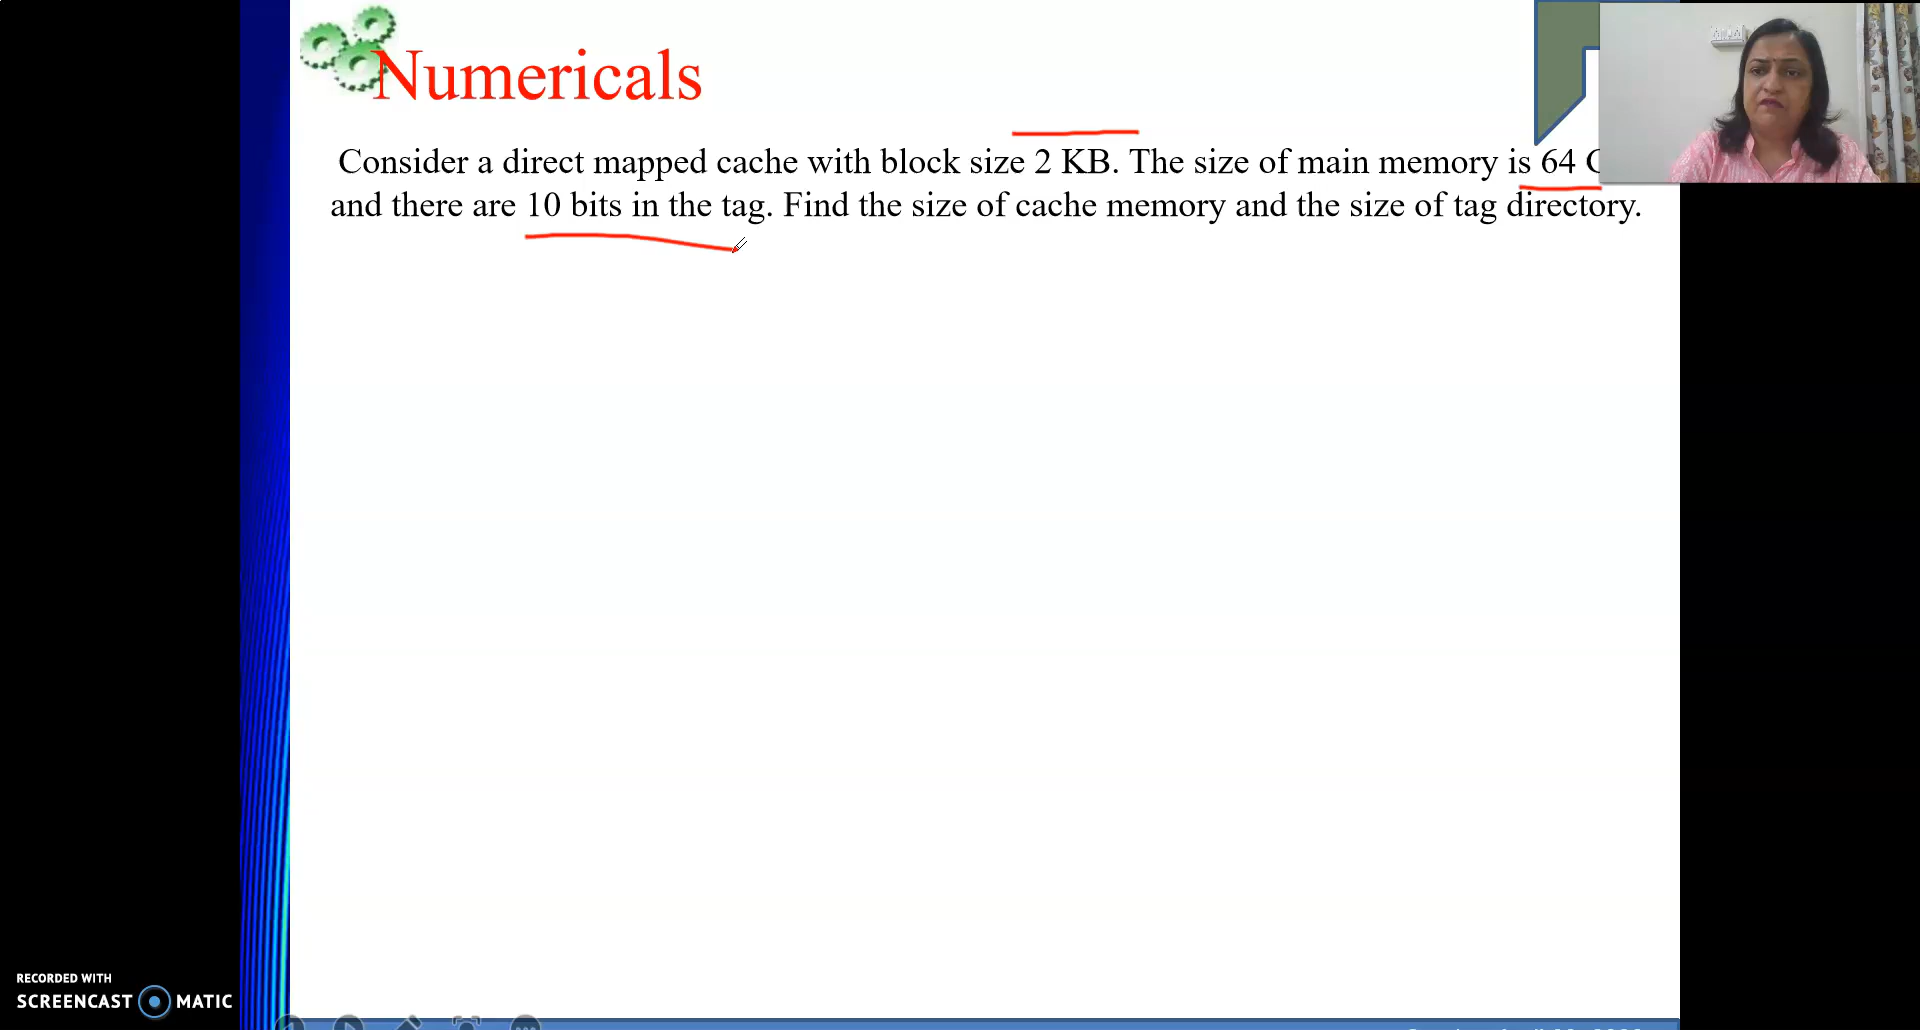 Numericals
Consider a direct mapped cache with block size 2 KB. The size of main memory is 64
and there are 10 bits in the tag. Find the size of cache memory and the size of tag directory.
RECORDED WITH
SCREENCAST MATIC